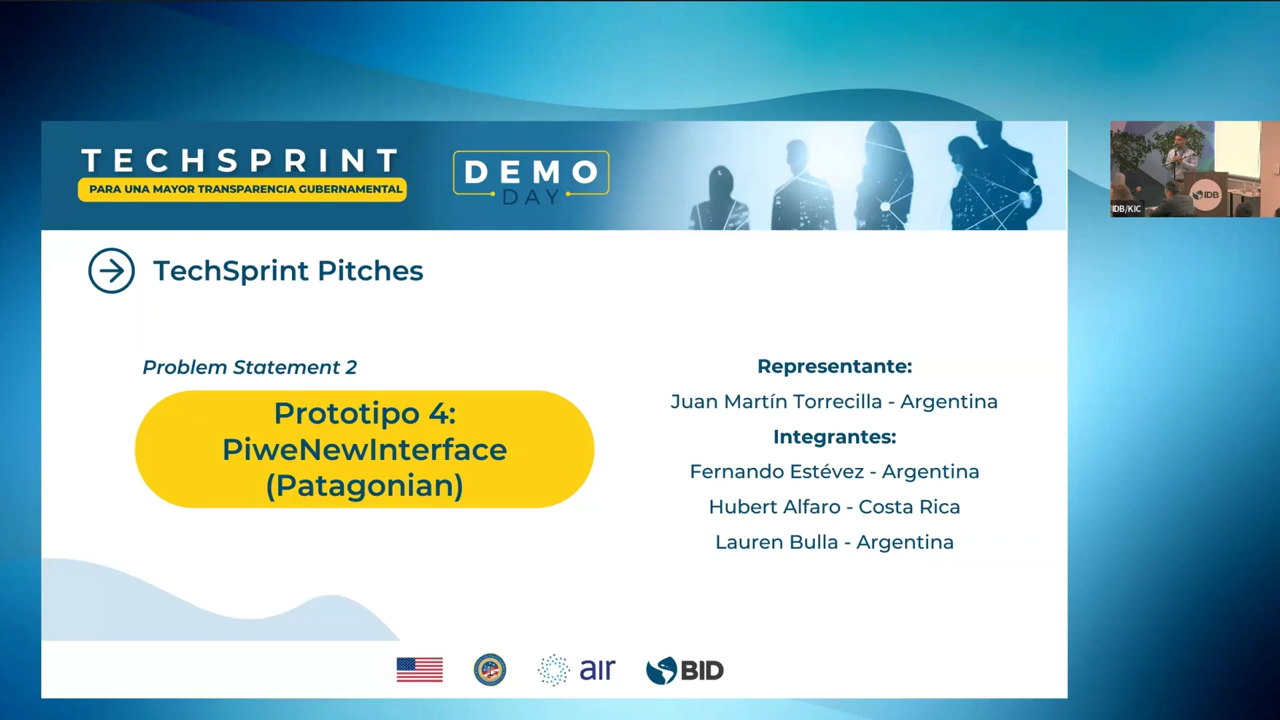 TECHSPRINT
PARA UNA MAYOR TRANSPARENCIA GUBERNAMENTAL
DEMO
DAY
TechSprint Pitches
Problem Statement 2
Prototipo 4:
PiweNewInterface
(Patagonian)
Representante:
Juan Martín Torrecilla - Argentina
Integrantes:
Fernando Estévez - Argentina
Hubert Alfaro - Costa Rica
Lauren Bulla - Argentina
air
BID
IDB
IDB/KIC